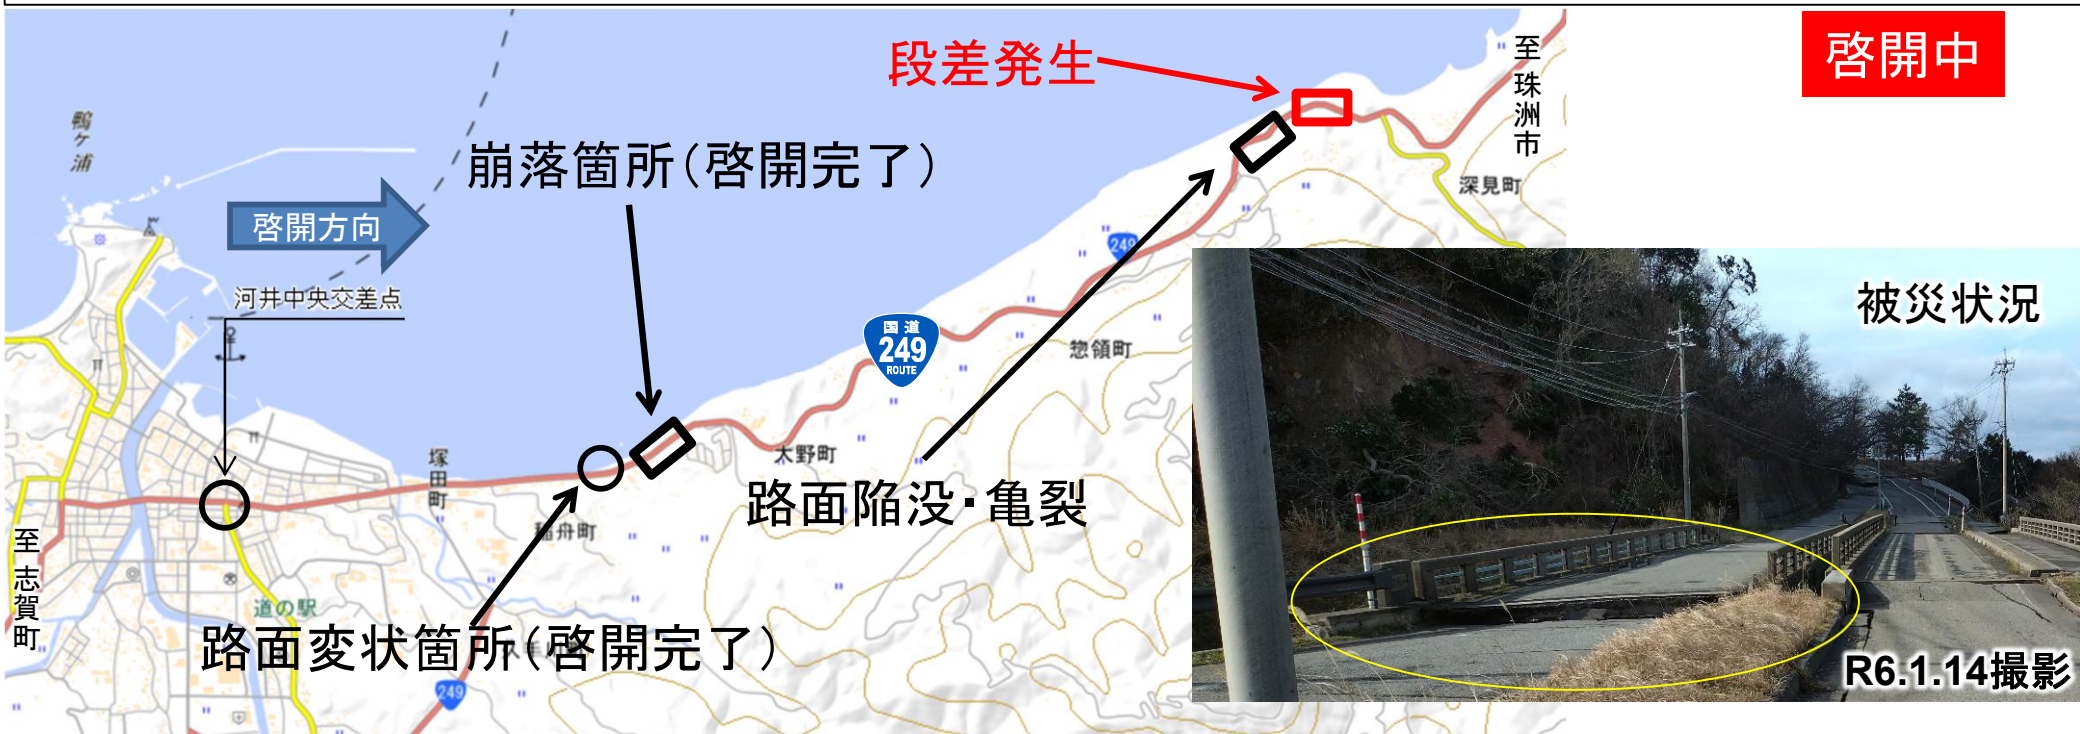 段差発生
啓開中
至珠洲市
鴨ヶ浦
崩落箇所(啓開完了)
深見町
啓開方向
249
河井中央交差点
被災状況
国道
249
ROUTE
惣領町
塚田町
大野町
路面陥没・亀裂
稲舟町
至志賀町
道の駅
路面変状箇所(啓開完了)
249
R6.1.14撮影